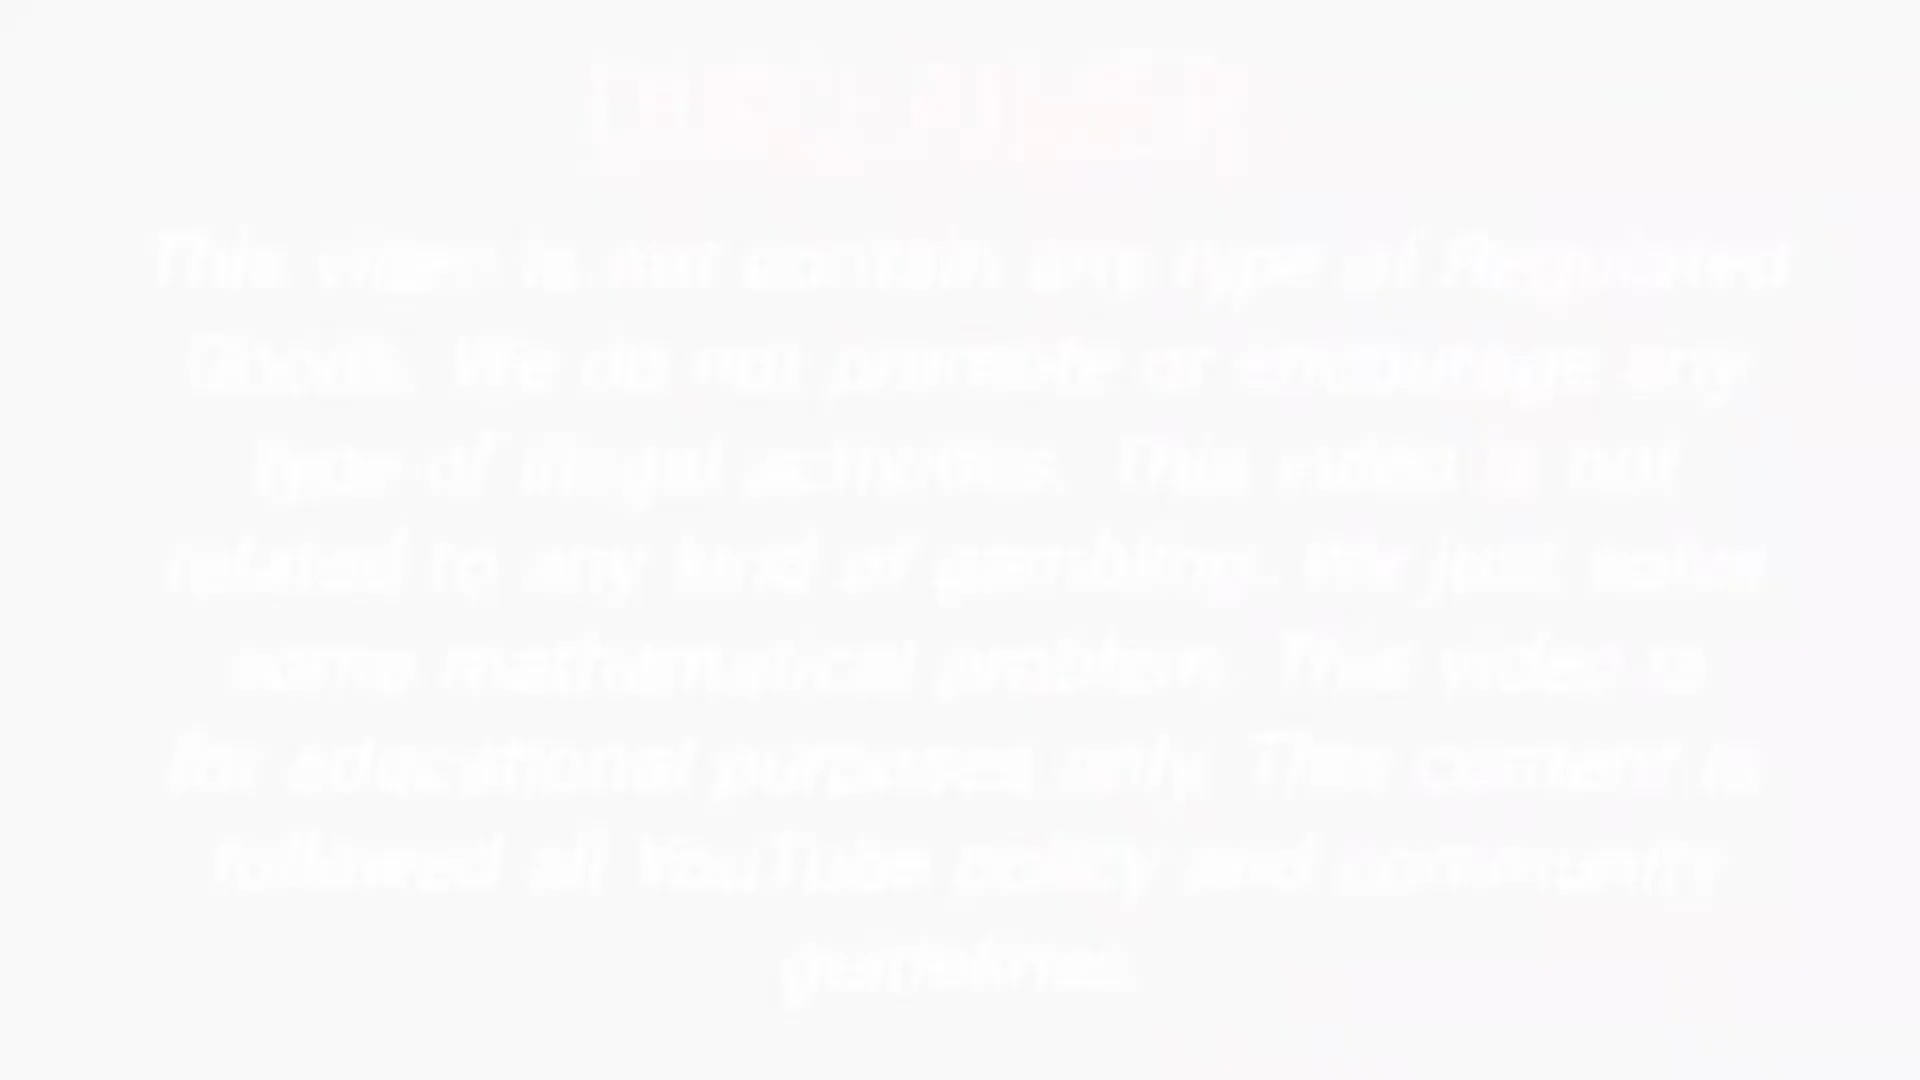 DISCLAIMER
This video is not contain any type of Regulated
Goods. We do not promote or encourage any
type of illegal activities. This video is not
related to any kind of gambling. We just solve
some mathematical problem. This video is
for educational purposes only. This content is
followed all YouTube policy and community
guidelines.